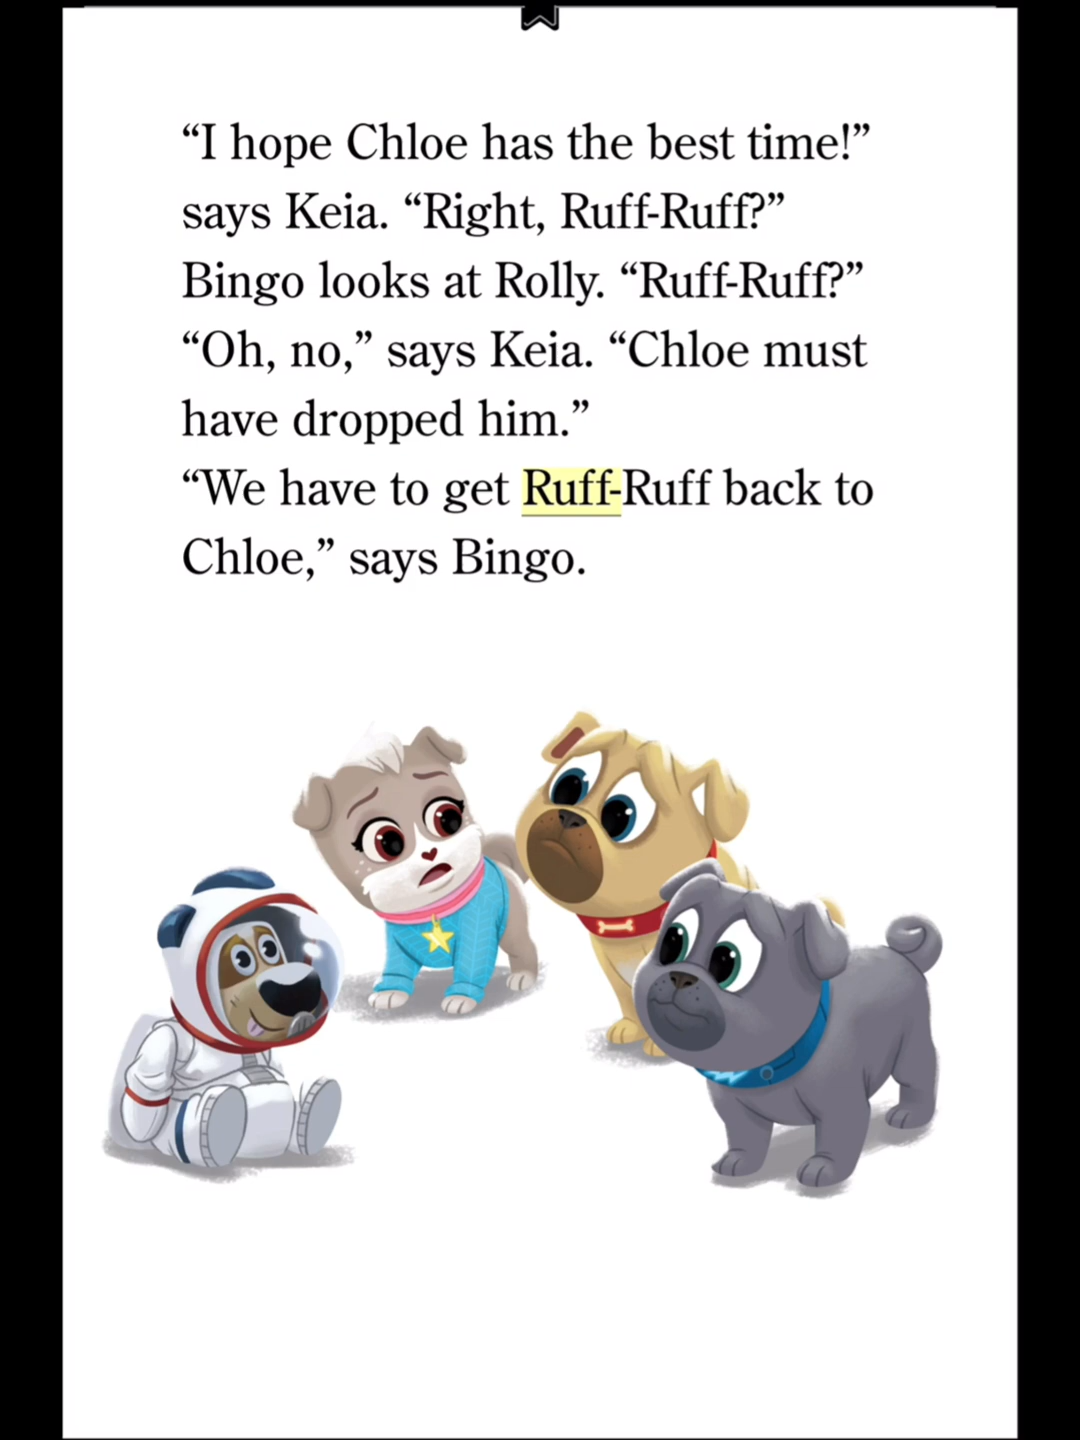 “I hope Chloe has the best time!”
says Keia. “Right, Ruff-Ruff?”
Bingo looks at Rolly. “Ruff-Ruff?”
“Oh, no,” says Keia. “Chloe must
have dropped him.”
“We have to get Ruff-Ruff back to
Chloe,” says Bingo.